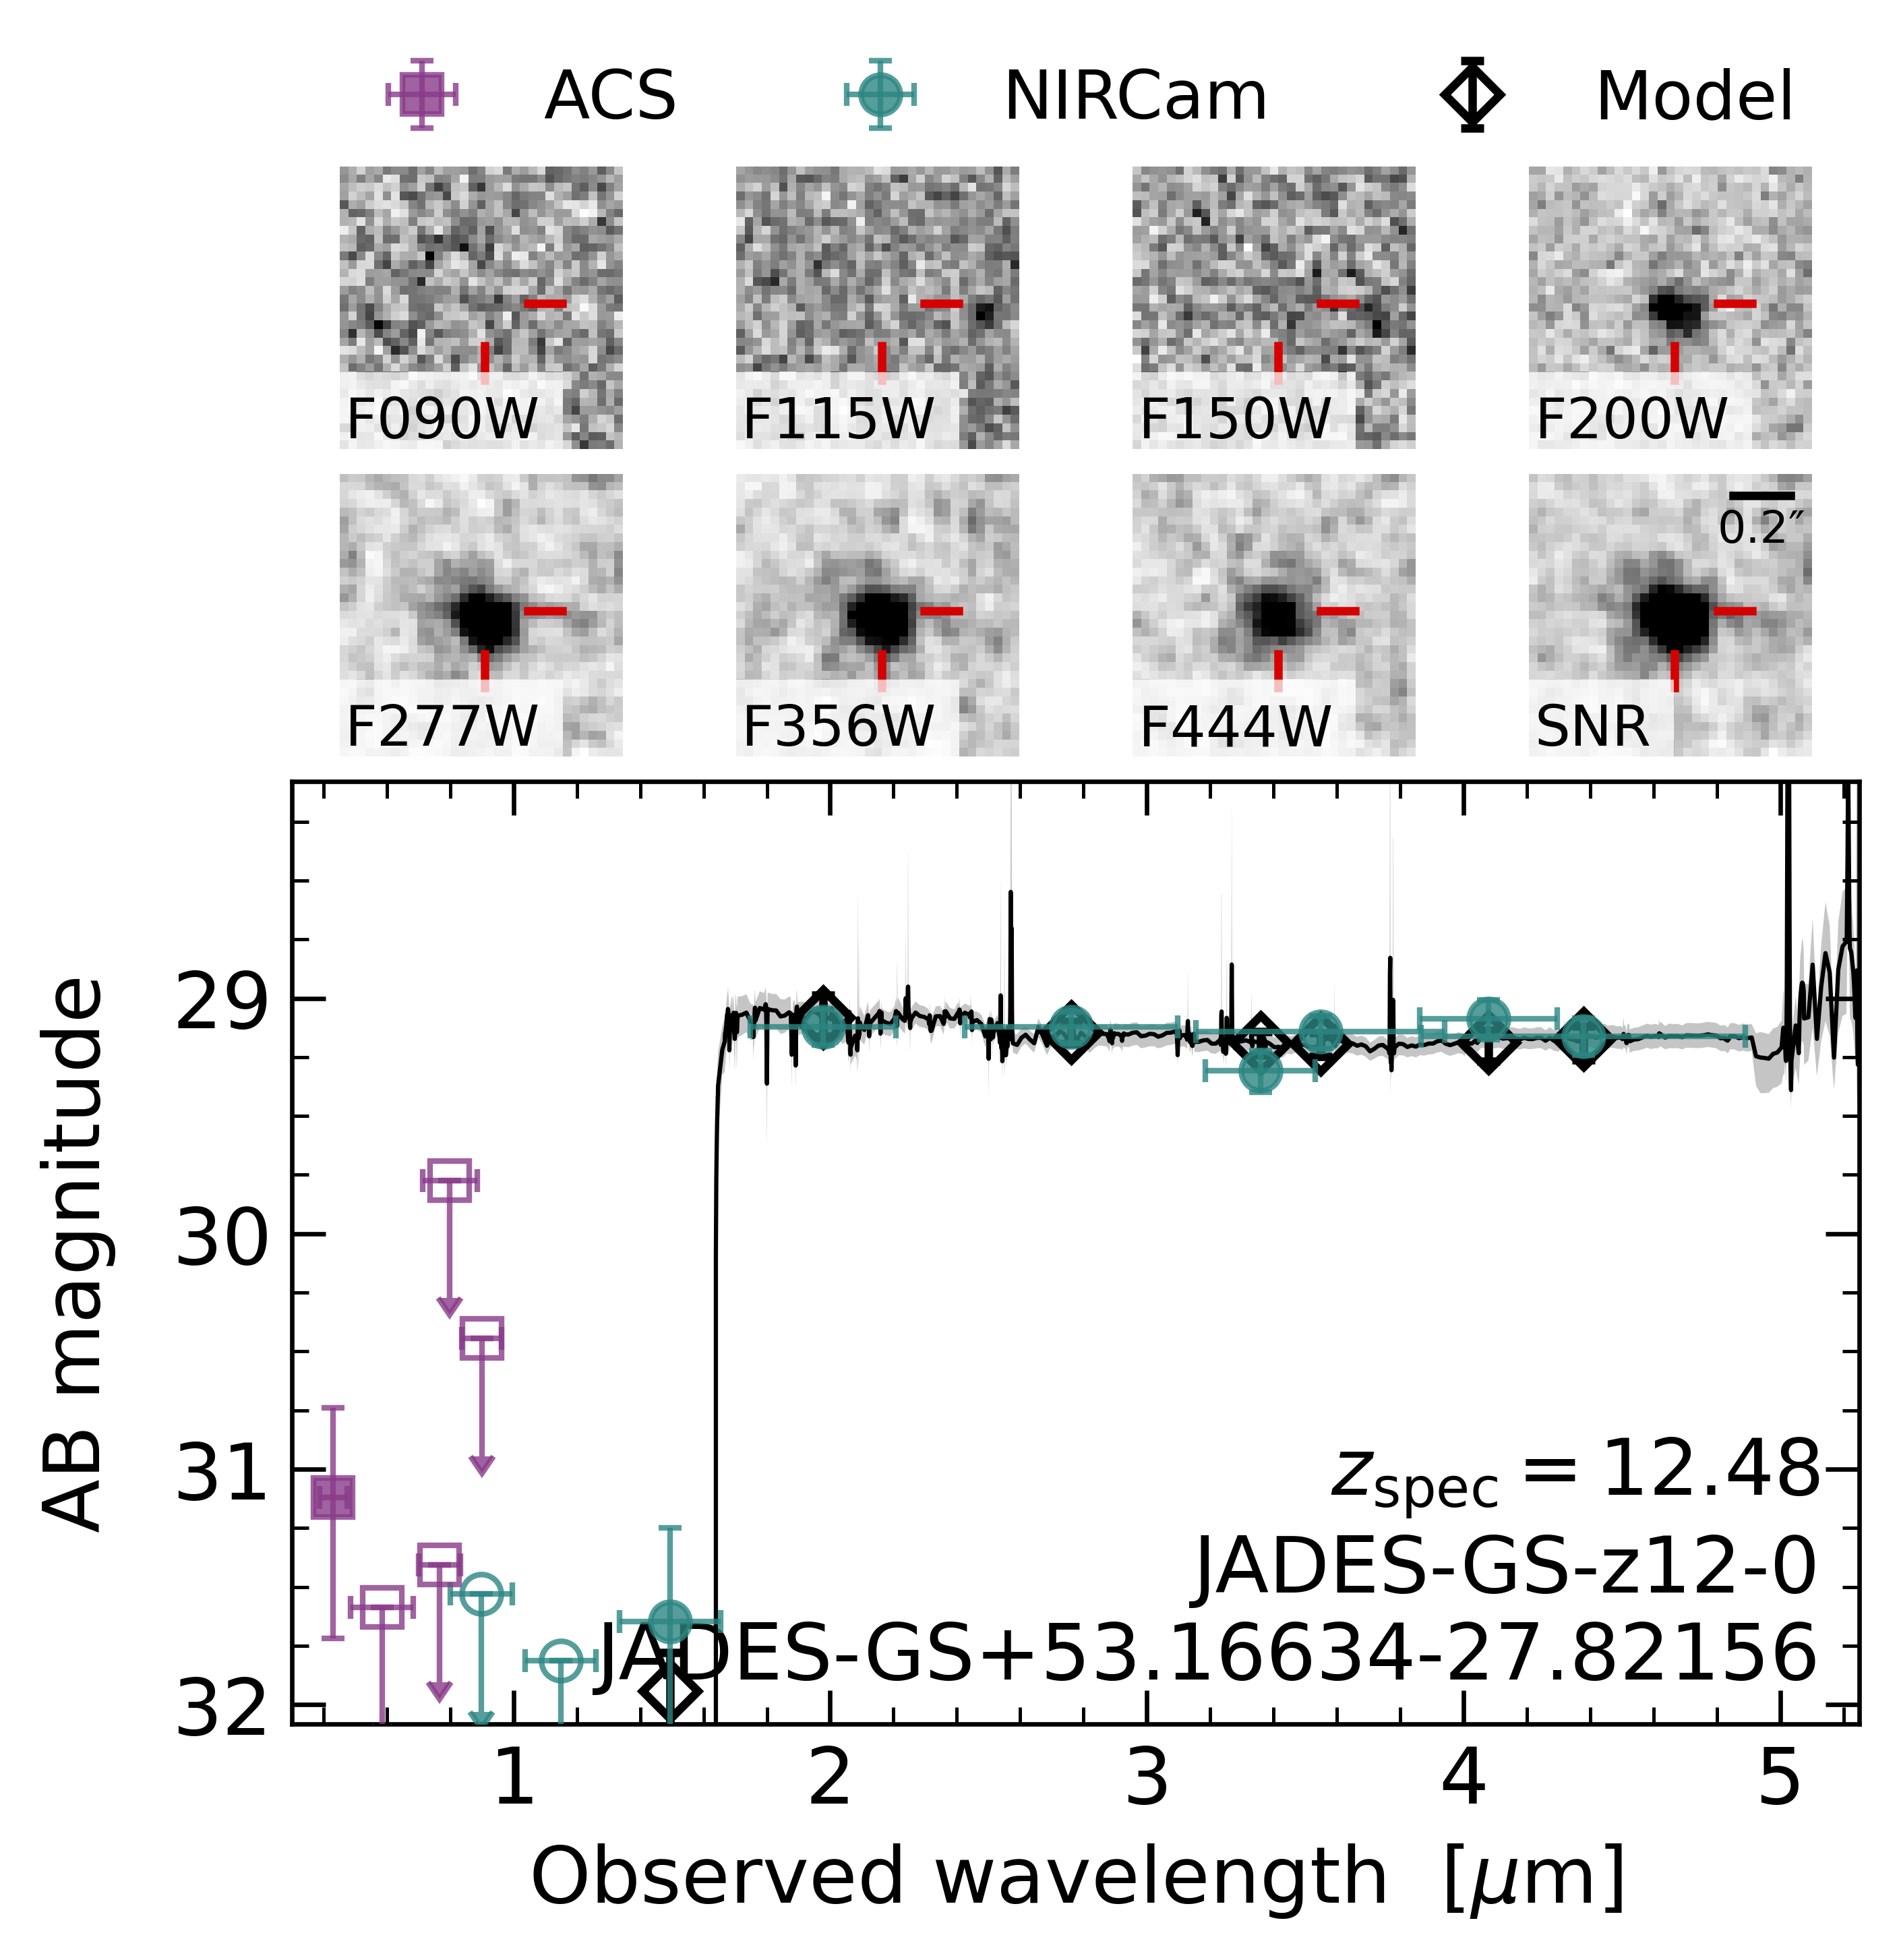 ACS NIRCam Model
F090W F115W F150W F200W
0.2″
F277W F356W F444W SNR
AB magnitude
29
30
31
32
z_spec = 12.48
JADES-GS-z12-0
JADES-GS+53.16634-27.82156
1 2 3 4 5
Observed wavelength [μm]